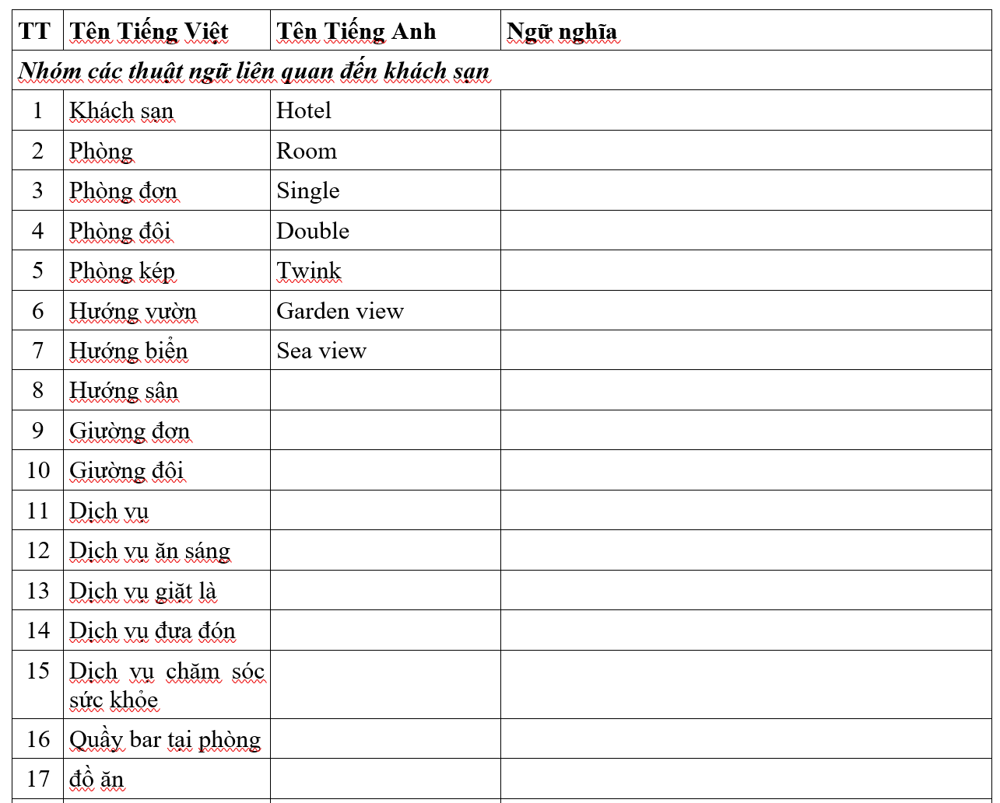 TT Tên Tiếng Việt Tên Tiếng Anh Ngữ nghĩa
Nhóm các thuật ngữ liên quan đến khách sạn
1 Khách sạn Hotel
2 Phòng Room
3 Phòng đơn Single
4 Phòng đôi Double
5 Phòng kép Twink
6 Hướng vườn Garden view
7 Hướng biển Sea view
8 Hướng sân
9 Giường đơn
10 Giường đôi
11 Dịch vụ
12 Dịch vụ ăn sáng
13 Dịch vụ giặt là
14 Dịch vụ đưa đón
15 Dịch vụ chăm sóc
sức khỏe
16 Quầy bar tại phòng
17 đồ ăn